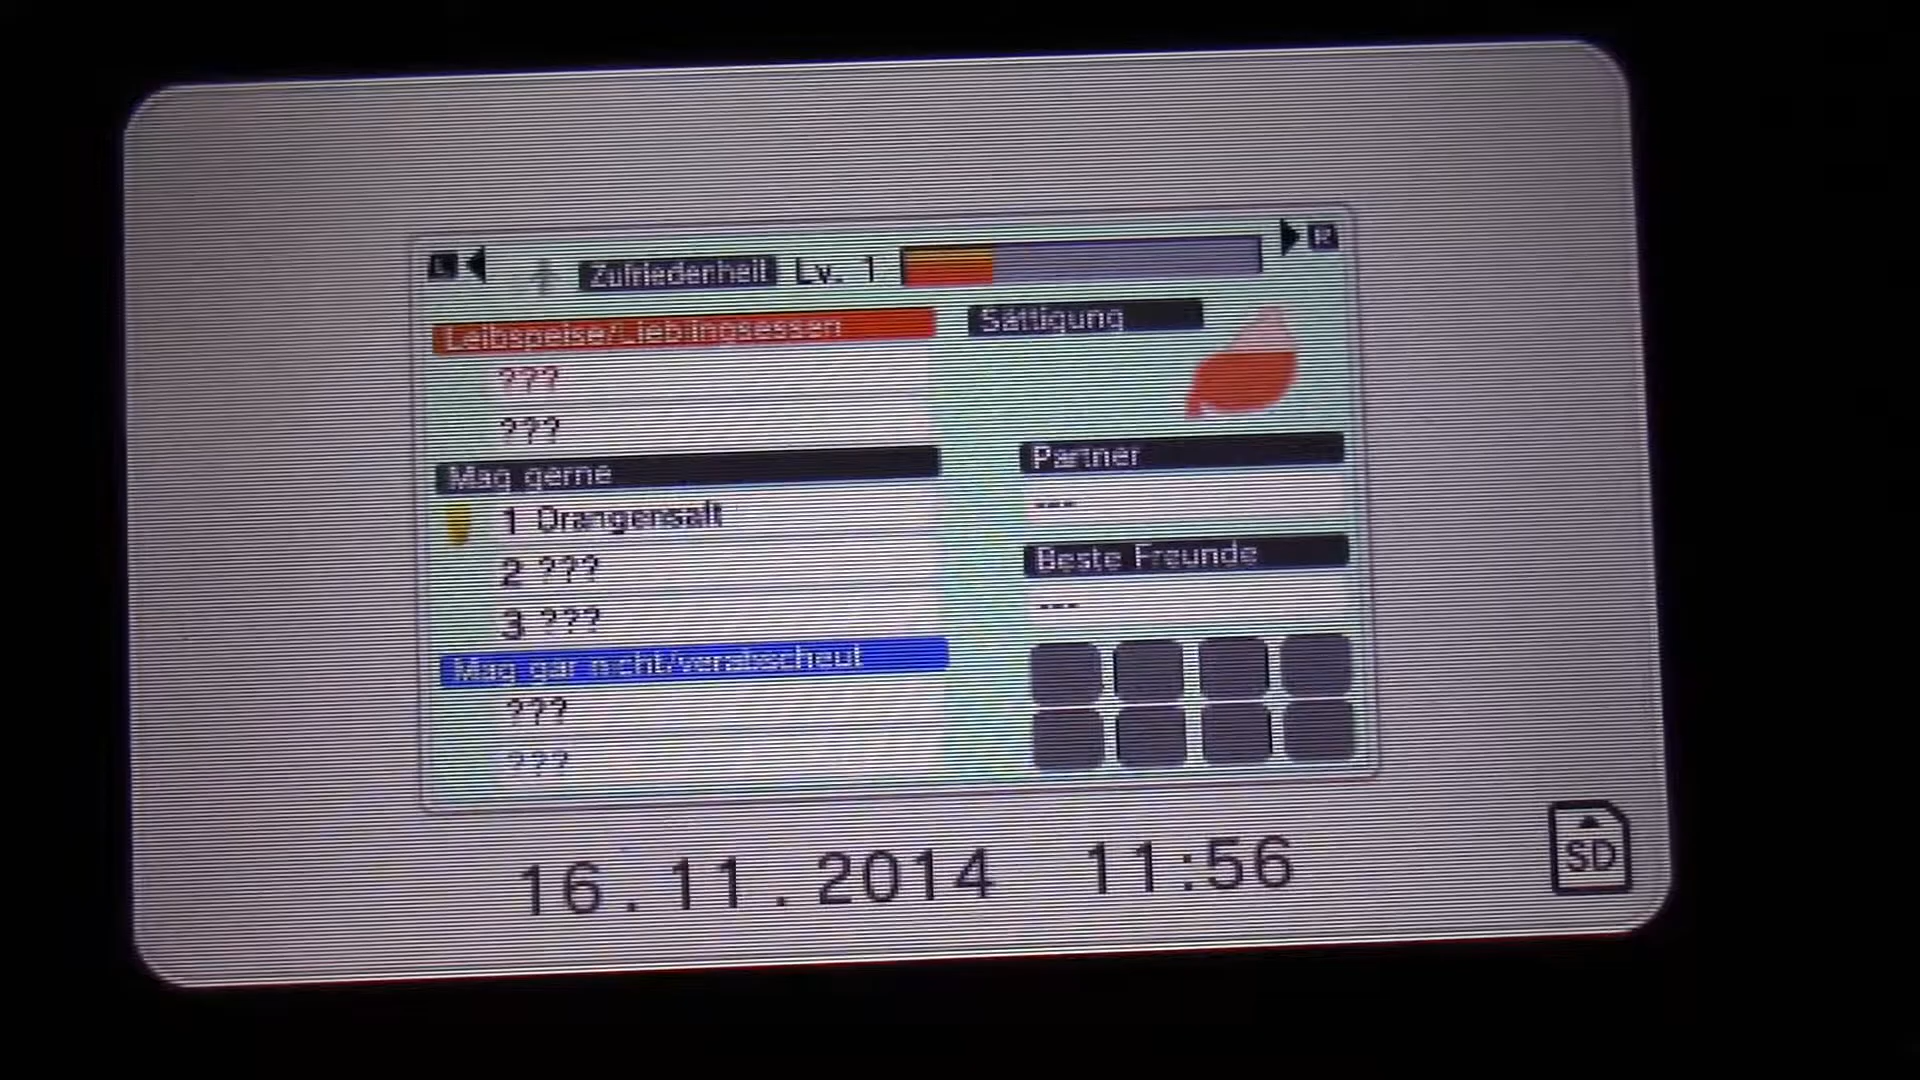 L
Zufriedenheit Lv. 1
R
Leibspeise/Lieblingsessen
???
???
Mag gerne
1 Orangensaft
2 ???
3 ???
Mag gar nicht/verabscheut
???
???
Sättigung
Partner
---
Beste Freunde
---
16.11.2014 11:56
SD